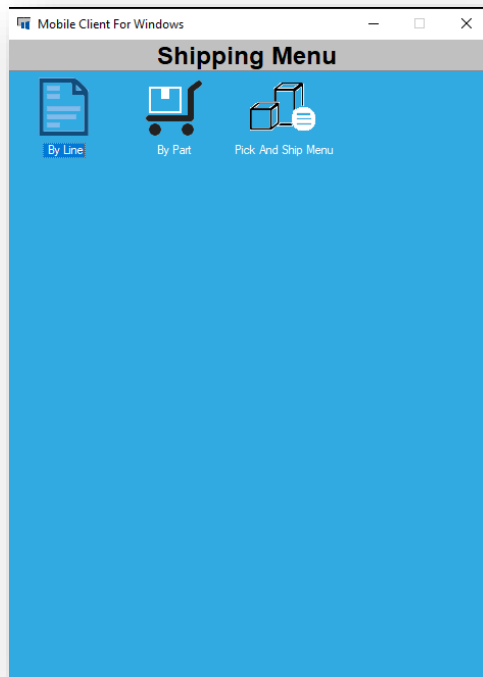 Mobile Client For Windows
Shipping Menu
By Line
By Part
Pick And Ship Menu